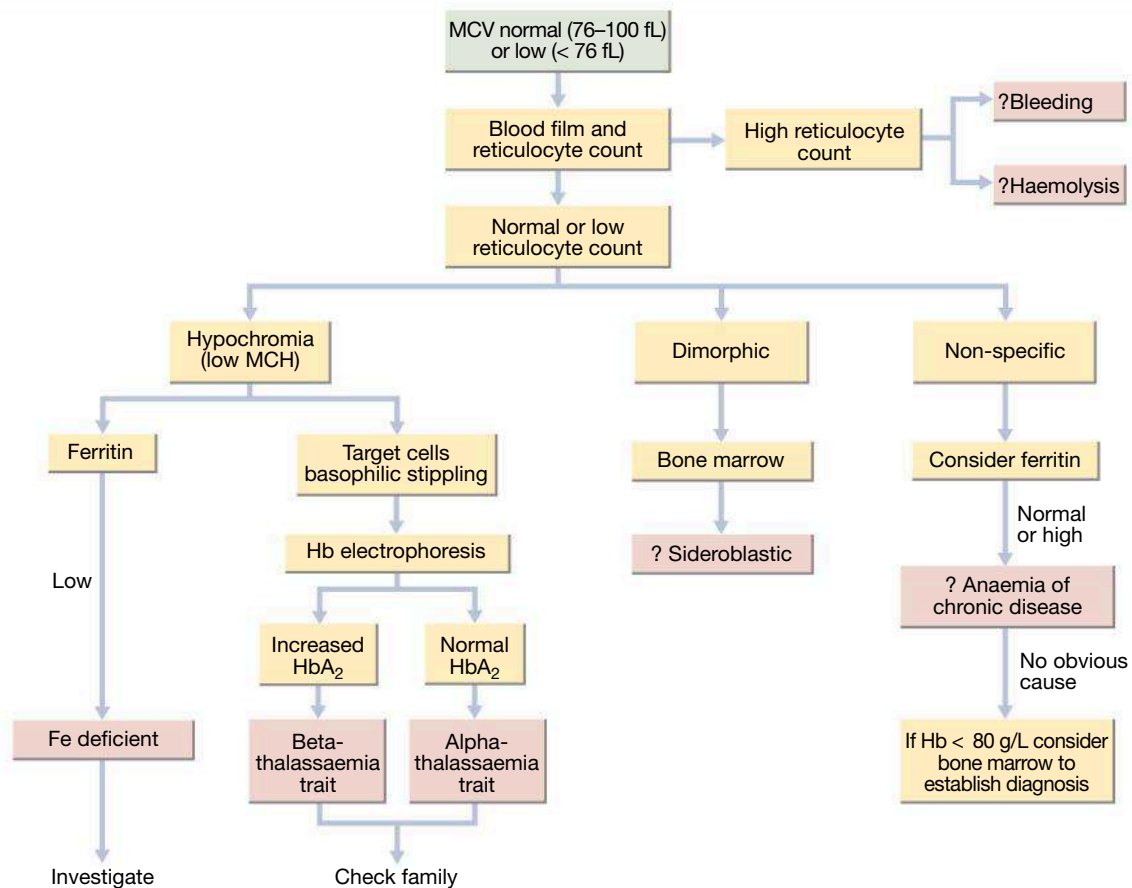 MCV normal (76–100 fL)
or low (< 76 fL)
Blood film and
reticulocyte count
High reticulocyte
count
?Bleeding
?Haemolysis
Normal or low
reticulocyte count
Hypochromia
(low MCH)
Dimorphic
Non-specific
Ferritin
Target cells
basophilic stippling
Bone marrow
Consider ferritin
Normal
or high
Hb electrophoresis
? Sideroblastic
Low
? Anaemia of
chronic disease
Increased
HbA₂
Normal
HbA₂
No obvious
cause
Fe deficient
Beta-
thalassaemia
trait
Alpha-
thalassaemia
trait
If Hb < 80 g/L consider
bone marrow to
establish diagnosis
Investigate
Check family